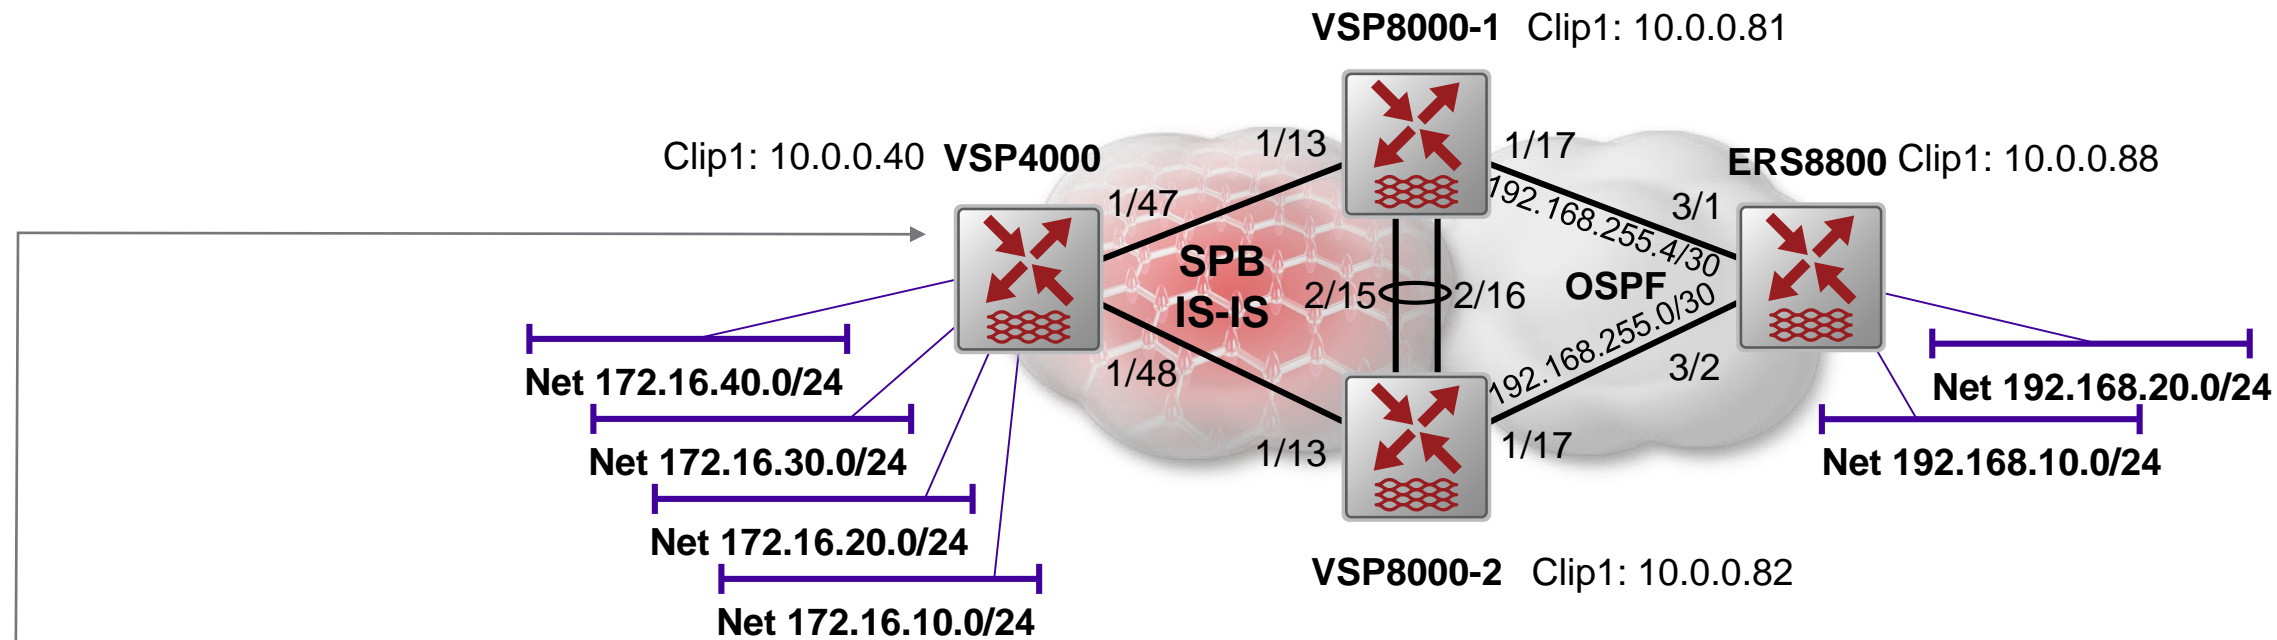 VSP8000-1 Clip1: 10.0.0.81
Clip1: 10.0.0.40 VSP4000
1/13
1/17
ERS8800 Clip1: 10.0.0.88
1/47
192.168.255.4/30
3/1
SPB
IS-IS
2/15
2/16
OSPF
192.168.255.0/30
1/48
3/2
1/13
1/17
Net 172.16.40.0/24
Net 192.168.20.0/24
Net 172.16.30.0/24
Net 192.168.10.0/24
Net 172.16.20.0/24
VSP8000-2 Clip1: 10.0.0.82
Net 172.16.10.0/24